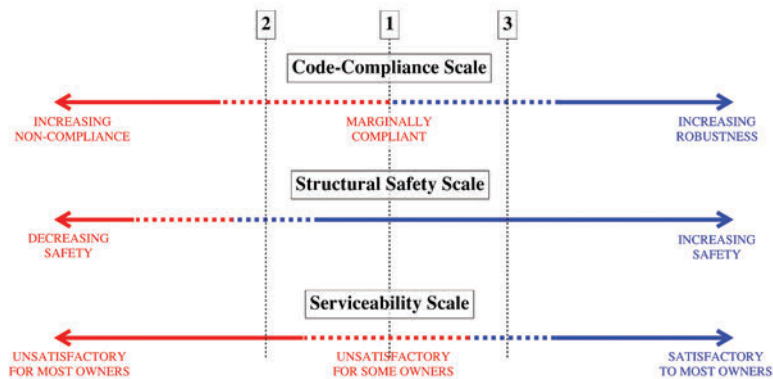 2 1 3
Code-Compliance Scale
INCREASING MARGINALLY INCREASING
NON-COMPLIANCE COMPLIANT ROBUSTNESS
Structural Safety Scale
DECREASING INCREASING
SAFETY SAFETY
Serviceability Scale
UNSATISFACTORY UNSATISFACTORY SATISFACTORY
FOR MOST OWNERS FOR SOME OWNERS TO MOST OWNERS